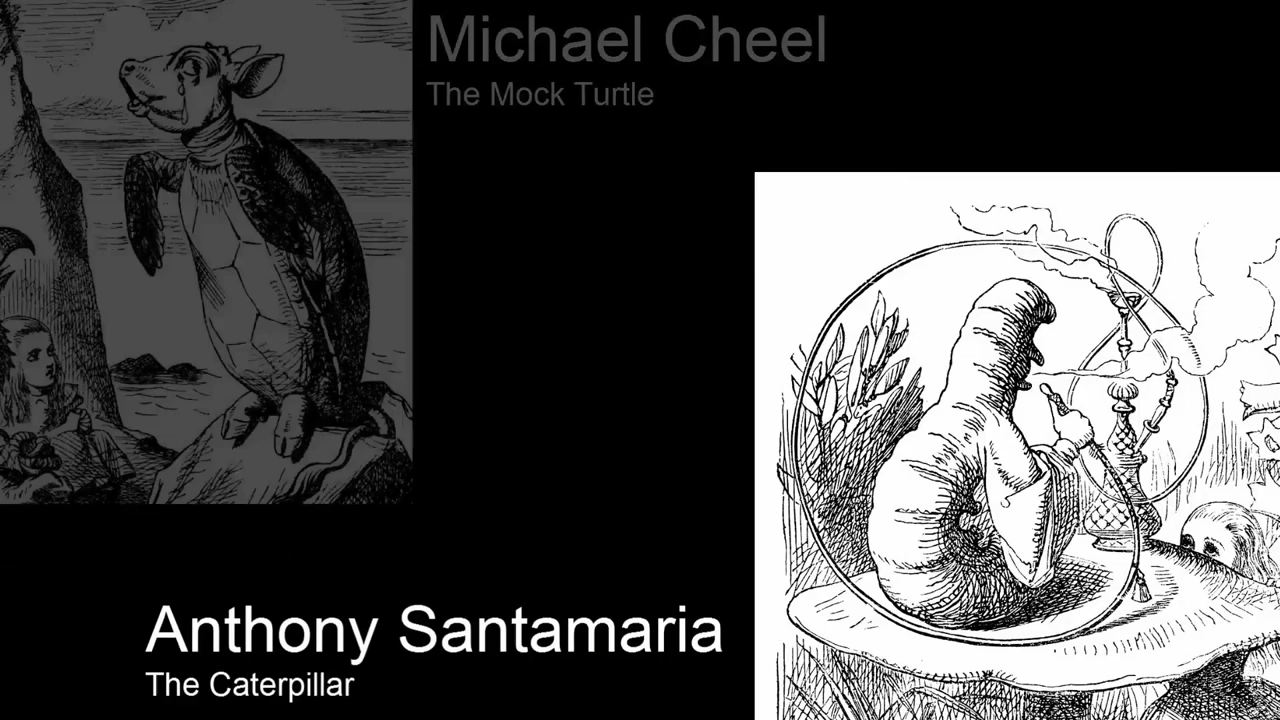 Michael Cheel
The Mock Turtle
Anthony Santamaria
The Caterpillar